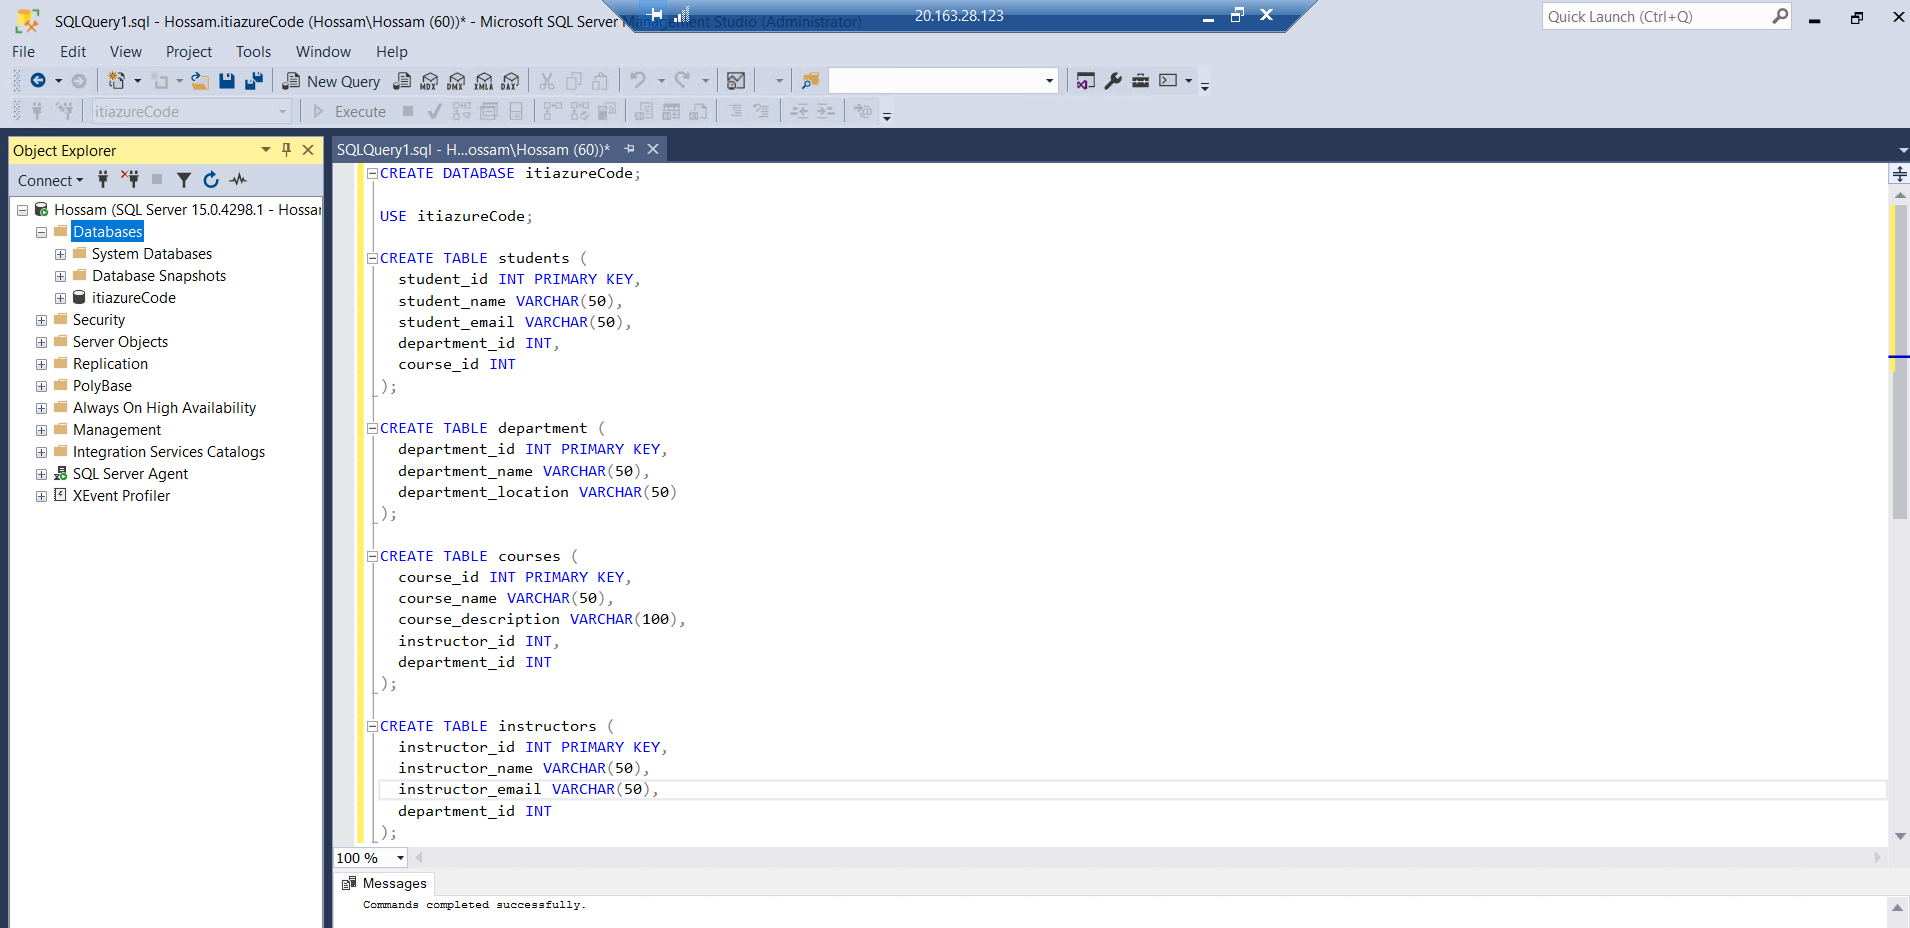 SQLQuery1.sql - Hossam.itiazureCode (Hossam\Hossam (60))* - Microsoft SQL Server Management Studio (Administrator)
20.163.28.123
Quick Launch (Ctrl+Q)
File Edit View Project Tools Window Help
New Query MDX DMX XMLA DAX
itiazureCode Execute
Object Explorer
Connect
Hossam (SQL Server 15.0.4298.1 - Hossar
Databases
System Databases
Database Snapshots
itiazureCode
Security
Server Objects
Replication
PolyBase
Always On High Availability
Management
Integration Services Catalogs
SQL Server Agent
XEvent Profiler
SQLQuery1.sql - H...ossam\Hossam (60))*
CREATE DATABASE itiazureCode;
USE itiazureCode;
CREATE TABLE students (
student_id INT PRIMARY KEY,
student_name VARCHAR(50),
student_email VARCHAR(50),
department_id INT,
course_id INT
);
CREATE TABLE department (
department_id INT PRIMARY KEY,
department_name VARCHAR(50),
department_location VARCHAR(50)
);
CREATE TABLE courses (
course_id INT PRIMARY KEY,
course_name VARCHAR(50),
course_description VARCHAR(100),
instructor_id INT,
department_id INT
);
CREATE TABLE instructors (
instructor_id INT PRIMARY KEY,
instructor_name VARCHAR(50),
instructor_email VARCHAR(50),
department_id INT
);
100 %
Messages
Commands completed successfully.